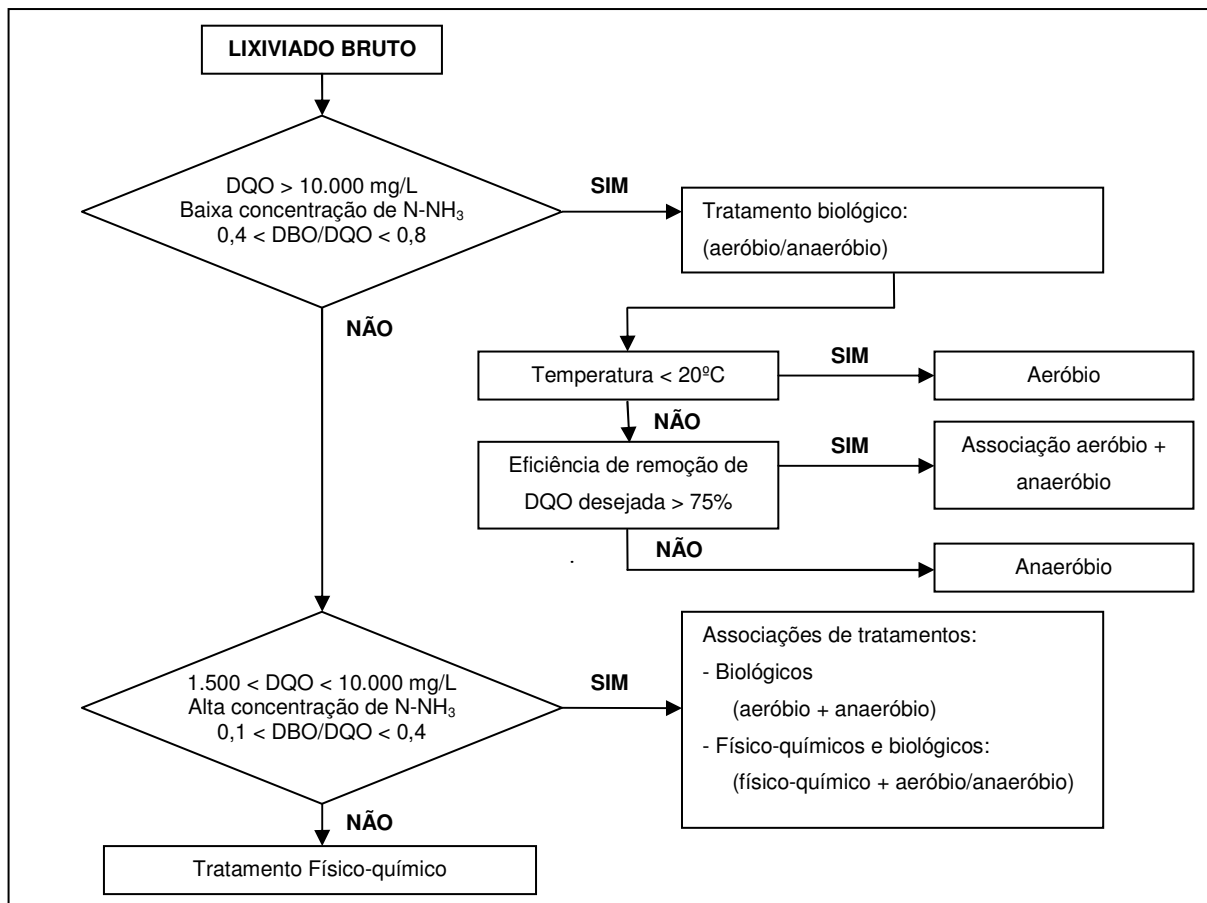 LIXIVIADO BRUTO
DQO > 10.000 mg/L
Baixa concentração de N-NH₃
0,4 < DBO/DQO < 0,8
SIM
Tratamento biológico:
(aeróbio/anaeróbio)
NÃO
Temperatura < 20ºC
SIM
Aeróbio
NÃO
Eficiência de remoção de
DQO desejada > 75%
SIM
Associação aeróbio +
anaeróbio
NÃO
Anaeróbio
1.500 < DQO < 10.000 mg/L
Alta concentração de N-NH₃
0,1 < DBO/DQO < 0,4
SIM
Associações de tratamentos:
- Biológicos
(aeróbio + anaeróbio)
- Físico-químicos e biológicos:
(físico-químico + aeróbio/anaeróbio)
NÃO
Tratamento Físico-químico